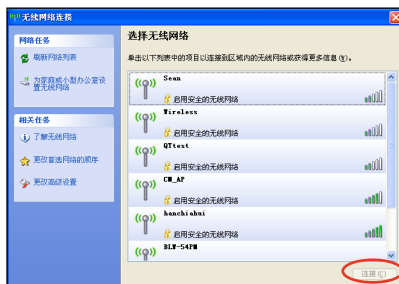 无线网络连接
网络任务
选择无线网络
单击以下列表中的项目以连接到区域内的无线网络或获得更多信息(W)。
刷新网络列表
为家庭或小型办公室设
置无线网络
相关任务
了解无线网络
更改首选网络的顺序
更改高级设置
Sean
启用安全的无线网络
Wireless
启用安全的无线网络
QTtest
启用安全的无线网络
CW_AP
启用安全的无线网络
hanchiahui
启用安全的无线网络
BLW-54PM
连接(C)